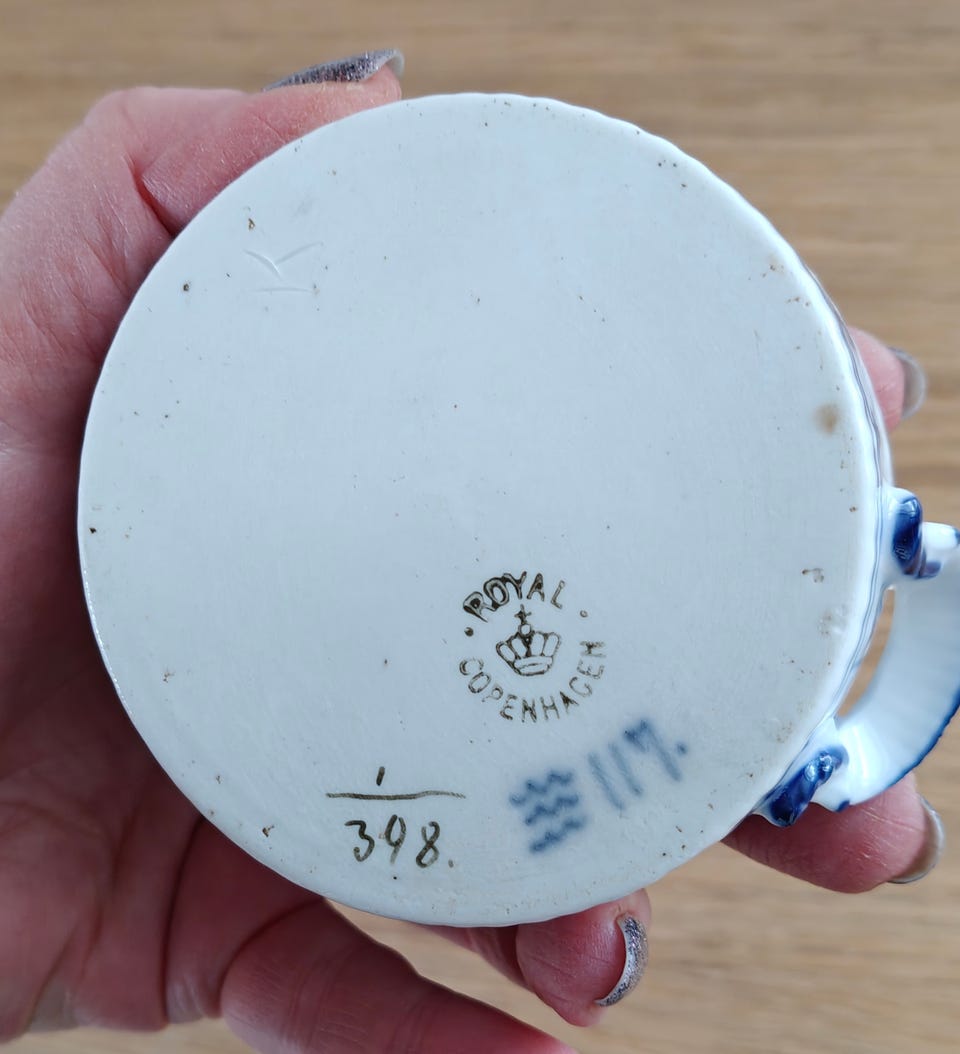 K
ROYAL
COPENHAGEN
117.
1
398.